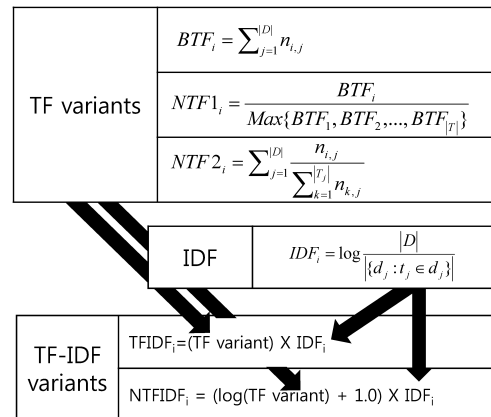 TF variants
BTF_i = ∑_{j=1}^{|D|} n_{i,j}
NTF1_i = BTF_i / Max{BTF_1, BTF_2, ..., BTF_{|T|}}
NTF2_i = ∑_{j=1}^{|D|} n_{i,j} / ∑_{k=1}^{|T_j|} n_{k,j}
IDF
IDF_i = log |D| / |{d_j : t_j ∈ d_j}|
TF-IDF variants
TFIDF_i=(TF variant) X IDF_i
NTFIDF_i = (log(TF variant) + 1.0) X IDF_i